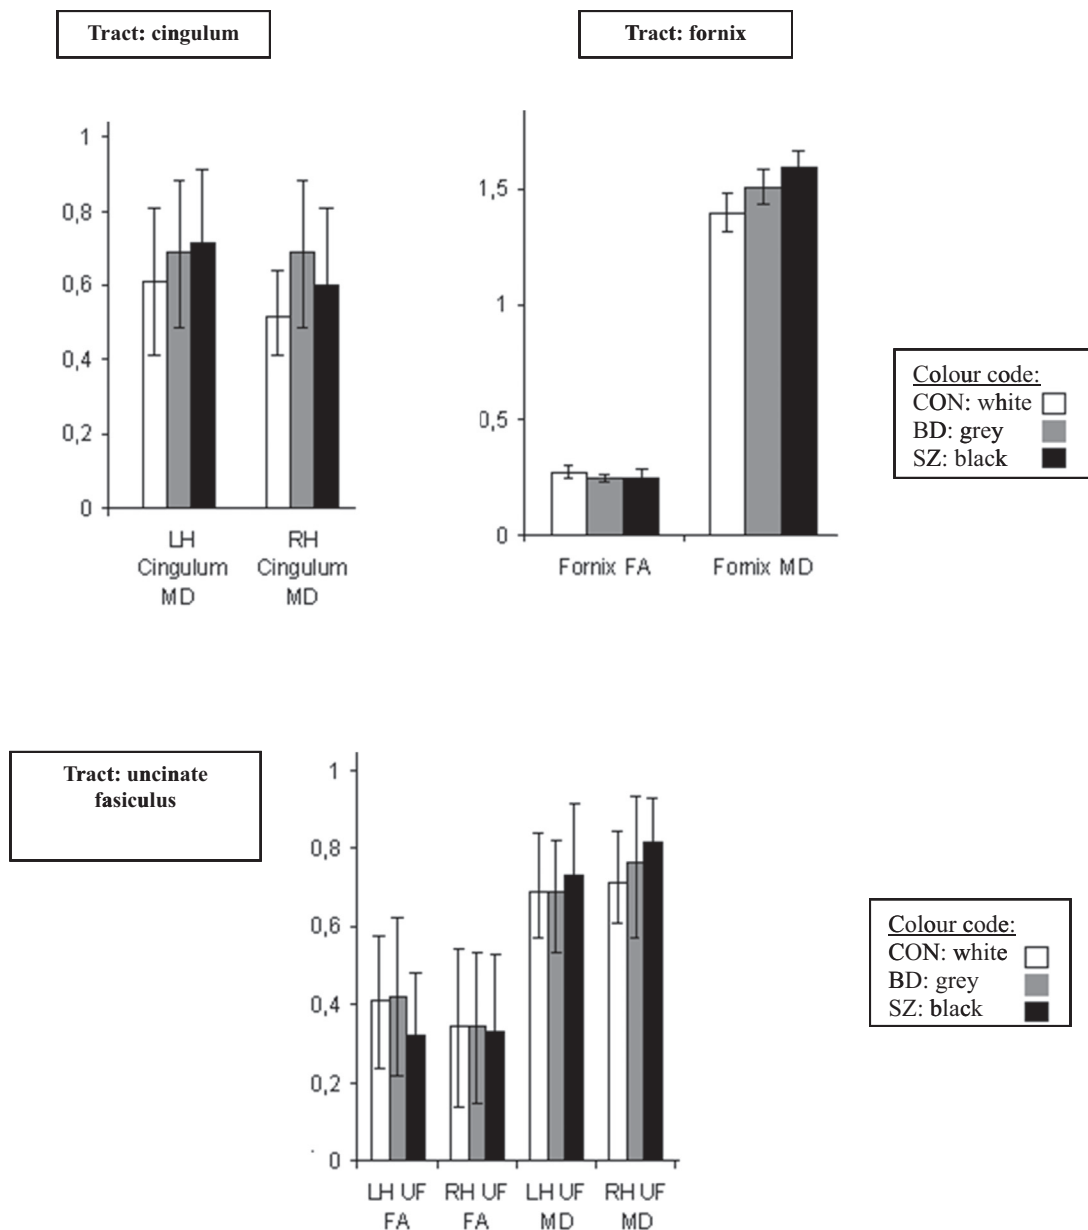 Tract: cingulum
Tract: fornix
1
0,8
0,6
0,4
0,2
0
LH
Cingulum
MD
RH
Cingulum
MD
1,5
1
0,5
0
Fornix FA
Fornix MD
Colour code:
CON: white
BD: grey
SZ: black
Tract: uncinate
fasiculus
1
0,8
0,6
0,4
0,2
0
LH UF
FA
RH UF
FA
LH UF
MD
RH UF
MD
Colour code:
CON: white
BD: grey
SZ: black